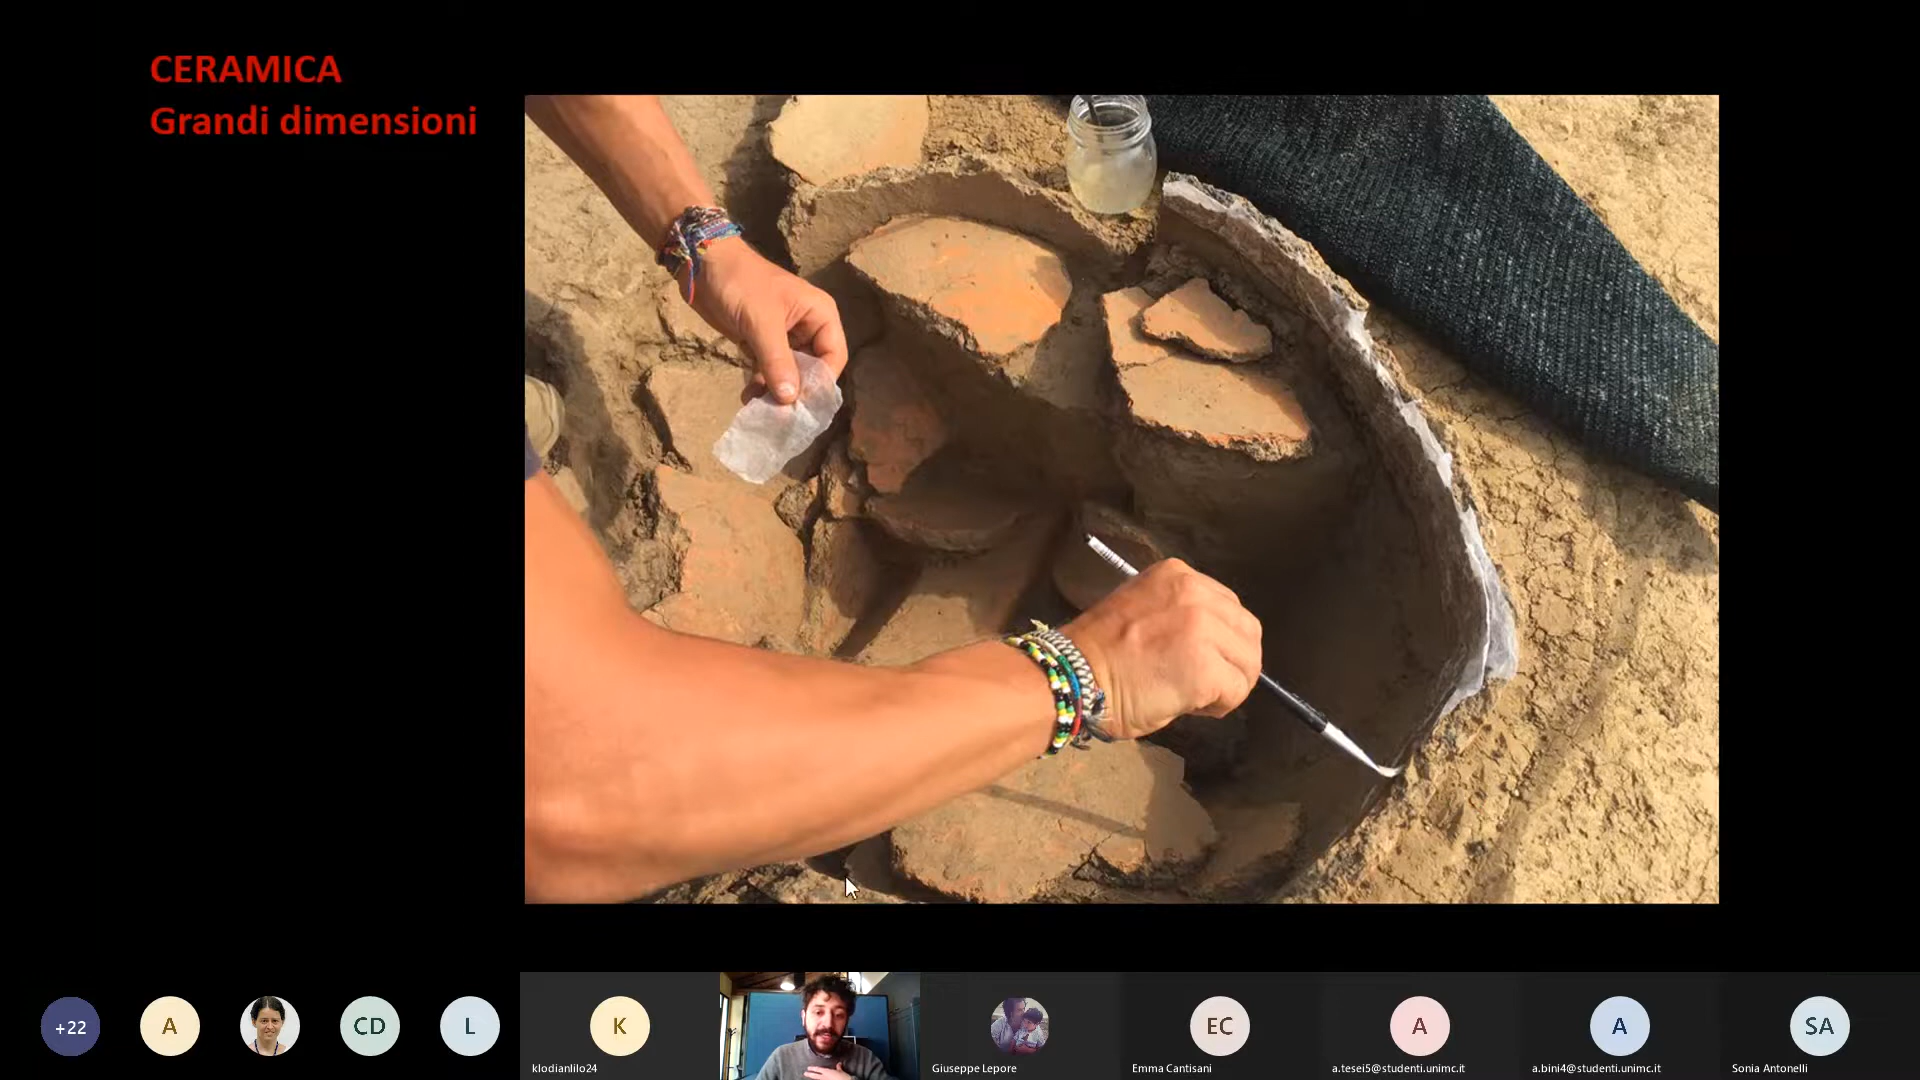 CERAMICA
Grandi dimensioni
+22
A
CD
L
K
klodianlilo24
Giuseppe Lepore
EC
Emma Cantisani
A
a.tesei5@studenti.unimc.it
A
a.bini4@studenti.unimc.it
SA
Sonia Antonelli